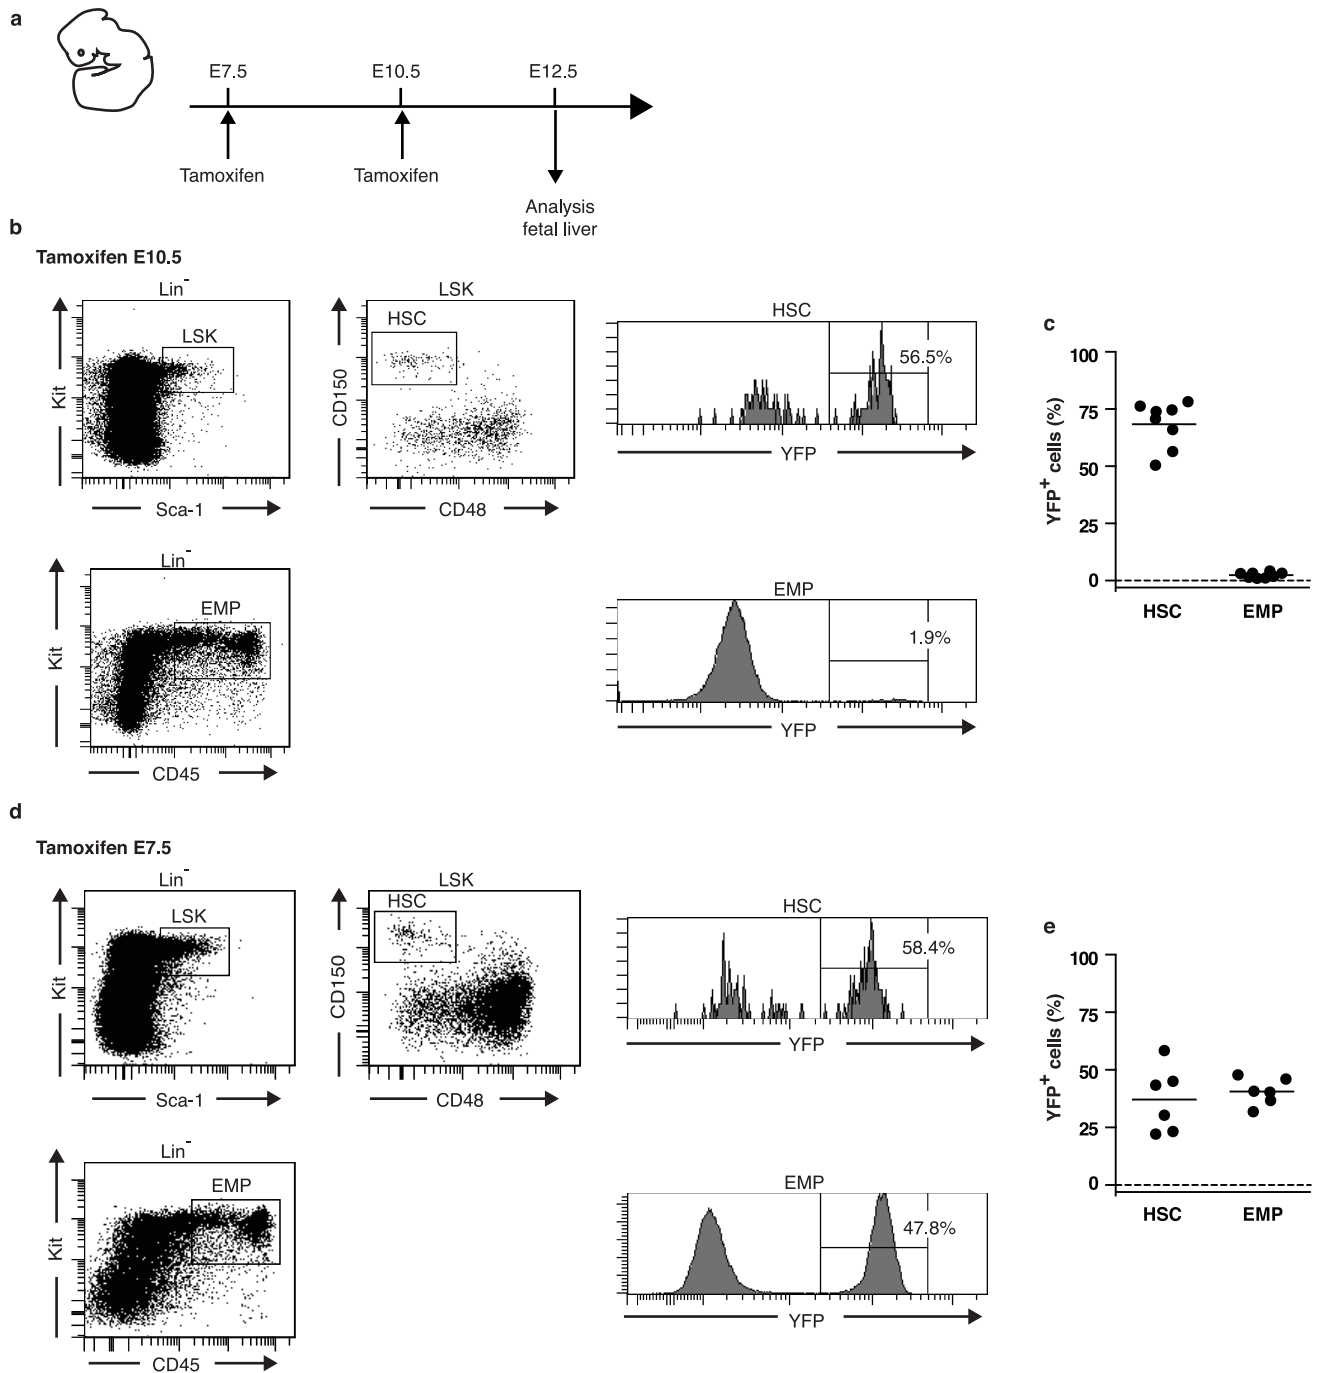 a
E7.5 E10.5 E12.5
Tamoxifen Tamoxifen
Analysis
fetal liver
b
Tamoxifen E10.5
Lin-
LSK
Kit
Sca-1
LSK
HSC
CD150
CD48
HSC
56.5%
YFP
c
100
75
50
25
0
YFP+ cells (%)
HSC EMP
Lin-
EMP
Kit
CD45
EMP
1.9%
YFP
d
Tamoxifen E7.5
Lin-
LSK
Kit
Sca-1
LSK
HSC
CD150
CD48
HSC
58.4%
YFP
e
100
75
50
25
0
YFP+ cells (%)
HSC EMP
Lin-
EMP
Kit
CD45
EMP
47.8%
YFP